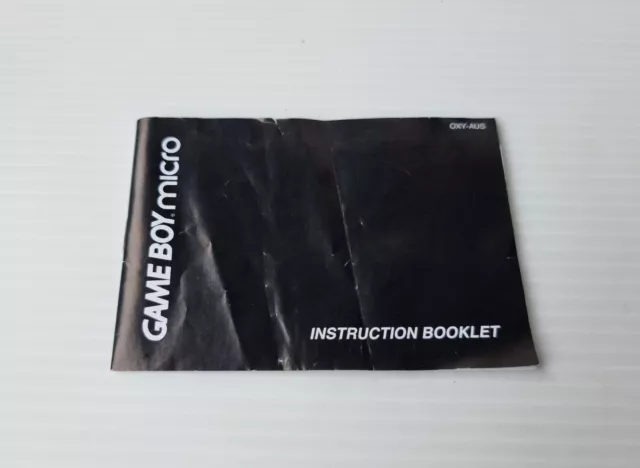 OXY-AUS
GAME BOY micro
INSTRUCTION BOOKLET